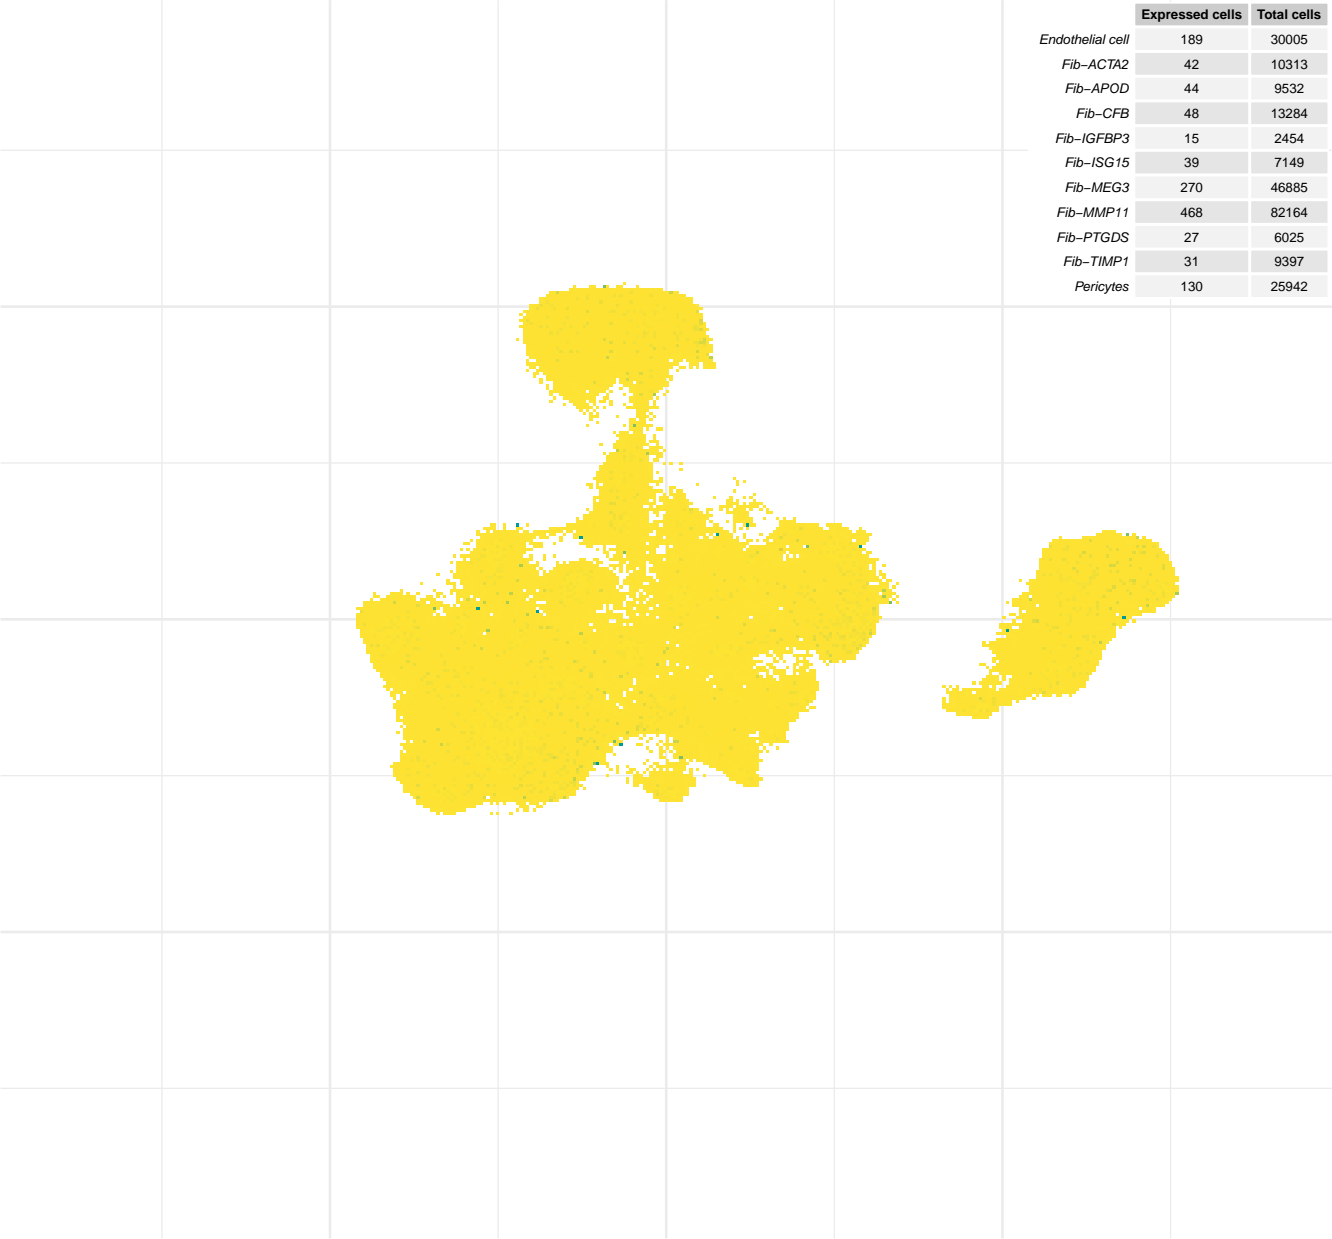 Expressed cells Total cells
Endothelial cell 189 30005
Fib−ACTA2 42 10313
Fib−APOD 44 9532
Fib−CFB 48 13284
Fib−IGFBP3 15 2454
Fib−ISG15 39 7149
Fib−MEG3 270 46885
Fib−MMP11 468 82164
Fib−PTGDS 27 6025
Fib−TIMP1 31 9397
Pericytes 130 25942